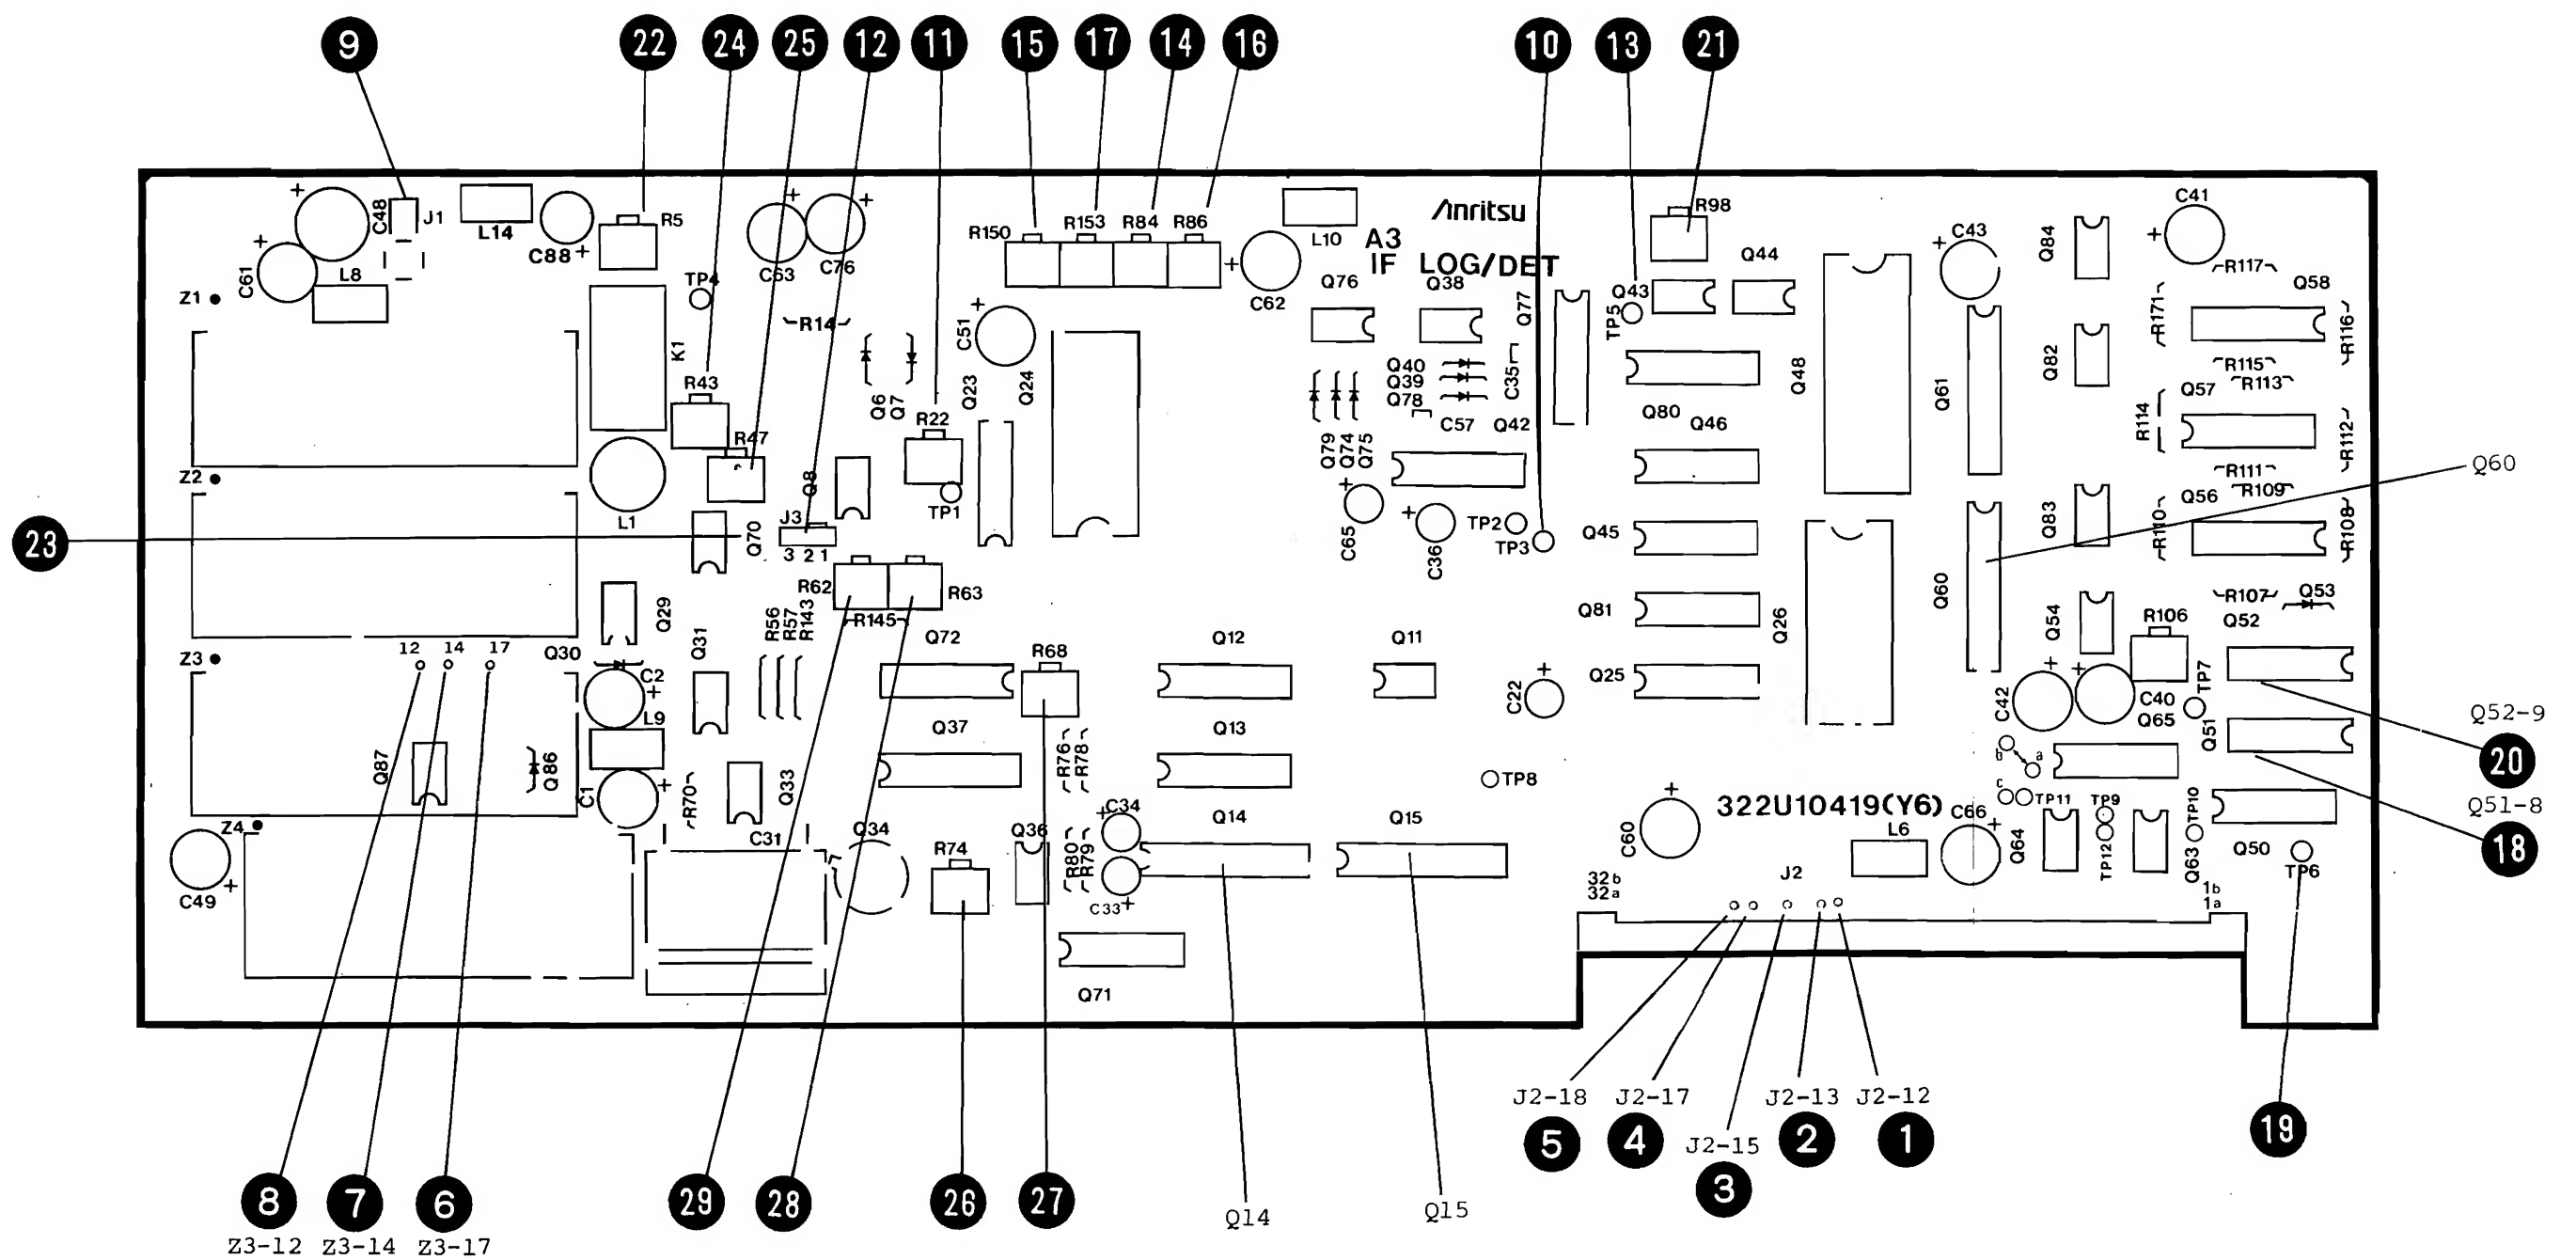 9 22 24 25 12 11 15 17 14 16 10 13 21
C48 J1 L14 C88 + R5 C63 C76 R150 R153 R84 R86 L10 Anritsu R98 C41
C61 L8 TP4 C62 A3 Q44 C43 Q84
IF LOG/DET
R117 Q58
Z1 R14 Q76 Q38 Q77 Q43 TP5 R171 R116
K1 C51 Q40 C35 Q48 Q61 Q82 R115
R43 Q6 Q7 Q23 Q24 Q39 R113
R22 Q78 Q80 Q57 R114
R47 C57 Q42 Q46 R112
Q79 Q74 Q75
Z2 Q8 R111 Q60
TP1 R109 Q56
L1 J3 C65 C36 TP2 Q45 Q83 R110 R108
23 Q70 3 2 1 TP3
R62 R63 Q60 R107 Q53
Q29 R56 R57 R143 R145 Q81 Q26 Q54 R106 Q52
Z3 12 14 17 Q30 Q31 Q72 R68 Q12 Q11
C2 Q25 TP7
L9 C22 C42 C40
Q65 Q51 Q52-9
Q37 Q13
Q87 Q86 R76 R78 b a 20
C1 R70 Q33 TP8 c TP11 TP9 TP10 Q51-8
322U10419(Y6)
Z4 C31 Q34 Q36 C34 Q14 Q15 C60 L6 C66 18
R74 R80 R79 Q64 TP12 Q63 Q50 TP6
C49 C33 32b J2 1b
32a 1a
Q71
J2-18 J2-17 J2-13 J2-12
5 4 J2-15 2 1 19
3
8 7 6 29 28 26 27 Q14 Q15
Z3-12 Z3-14 Z3-17